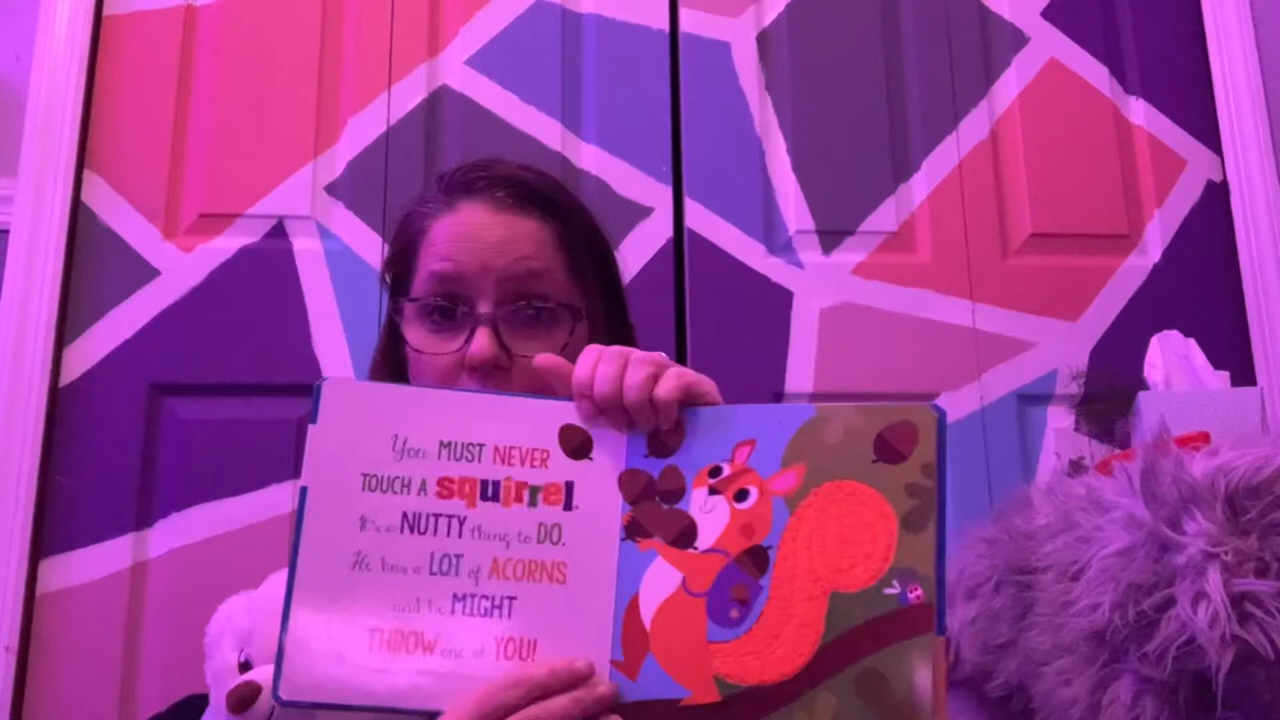 You MUST NEVER
TOUCH A squirrel.
It's a NUTTY thing to DO.
He has a LOT of ACORNS
and he MIGHT
THROW one at YOU!